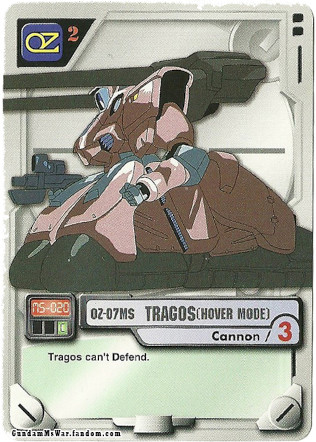 OZ 2
MS-020
OZ-07MS TRAGOS(HOVER MODE)
C
Cannon / 3
Tragos can't Defend.
GundamMsWar.fandom.com